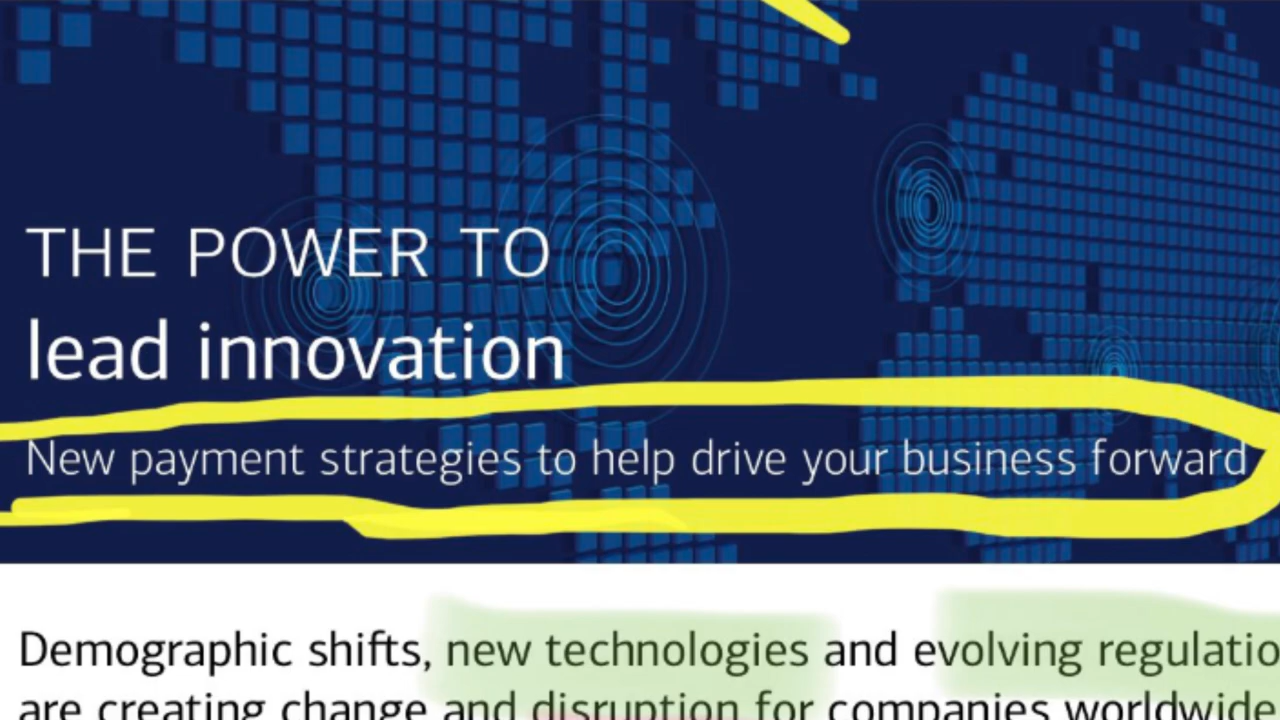 THE POWER TO
lead innovation
New payment strategies to help drive your business forward
Demographic shifts, new technologies and evolving regulatio
are creating change and disruption for companies worldwide